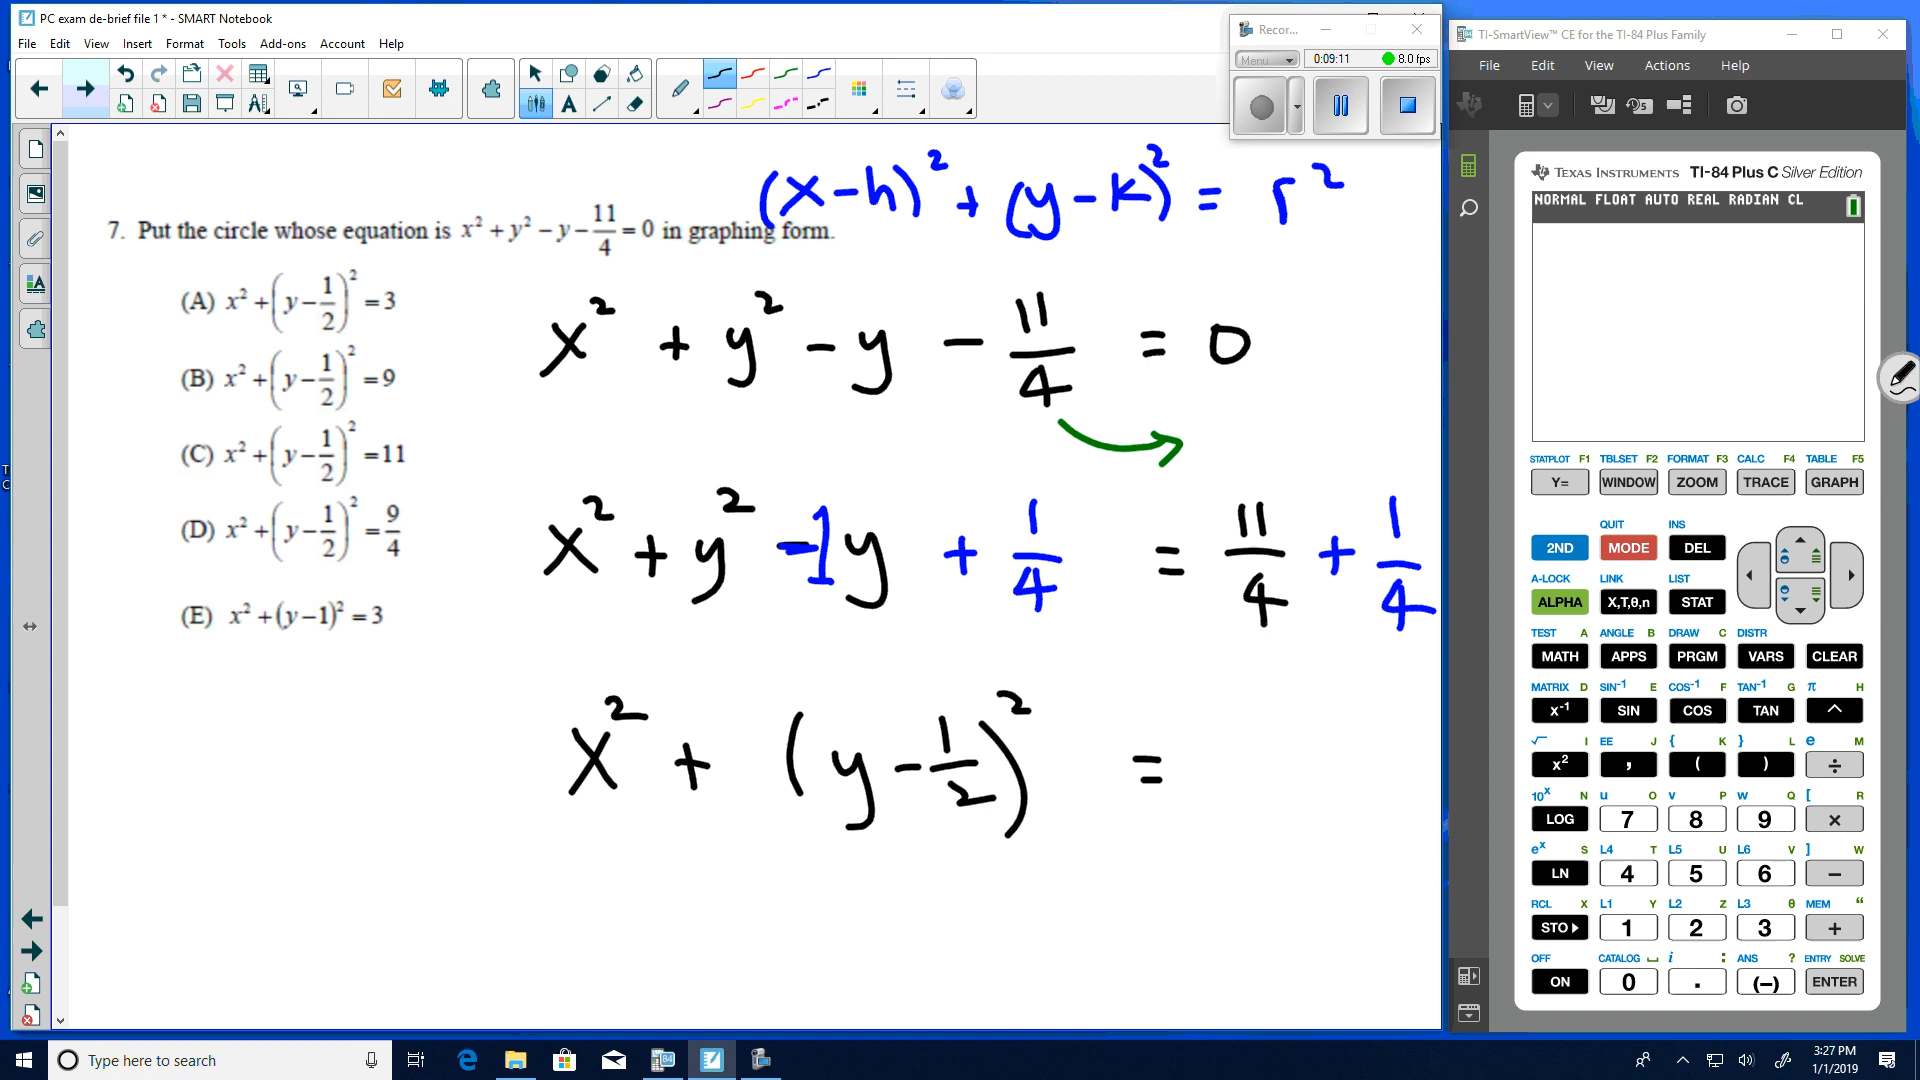 PC exam de-brief file 1 * - SMART Notebook
File Edit View Insert Format Tools Add-ons Account Help
Recor...
Menu 0:09:11 8.0 fps
(x-h)² + (y-k)² = r²
7. Put the circle whose equation is x² + y² - y - 11/4 = 0 in graphing form.
(A) x² + (y - 1/2)² = 3
(B) x² + (y - 1/2)² = 9
(C) x² + (y - 1/2)² = 11
(D) x² + (y - 1/2)² = 9/4
(E) x² + (y - 1)² = 3
x² + y² - y - 11/4 = 0
x² + y² - 1y + 1/4 = 11/4 + 1/4
x² + (y - 1/2)² =
TI-SmartView™ CE for the TI-84 Plus Family
File Edit View Actions Help
TEXAS INSTRUMENTS TI-84 Plus C Silver Edition
NORMAL FLOAT AUTO REAL RADIAN CL
STATPLOT F1 TBLSET F2 FORMAT F3 CALC F4 TABLE F5
Y= WINDOW ZOOM TRACE GRAPH
QUIT INS
2ND MODE DEL
A-LOCK LINK LIST
ALPHA X,T,θ,n STAT
TEST A ANGLE B DRAW C DISTR
MATH APPS PRGM VARS CLEAR
MATRIX D SIN⁻¹ E COS⁻¹ F TAN⁻¹ G π H
x⁻¹ SIN COS TAN ^
√ I EE J { K } L e M
x² , ( ) ÷
10ˣ N u O v P w Q [ R
LOG 7 8 9 ×
eˣ S L4 T L5 U L6 V ] W
LN 4 5 6 −
RCL X L1 Y L2 Z L3 θ MEM “
STO▸ 1 2 3 +
OFF CATALOG i : ANS ? ENTRY SOLVE
ON 0 . (−) ENTER
Type here to search
3:27 PM
1/1/2019